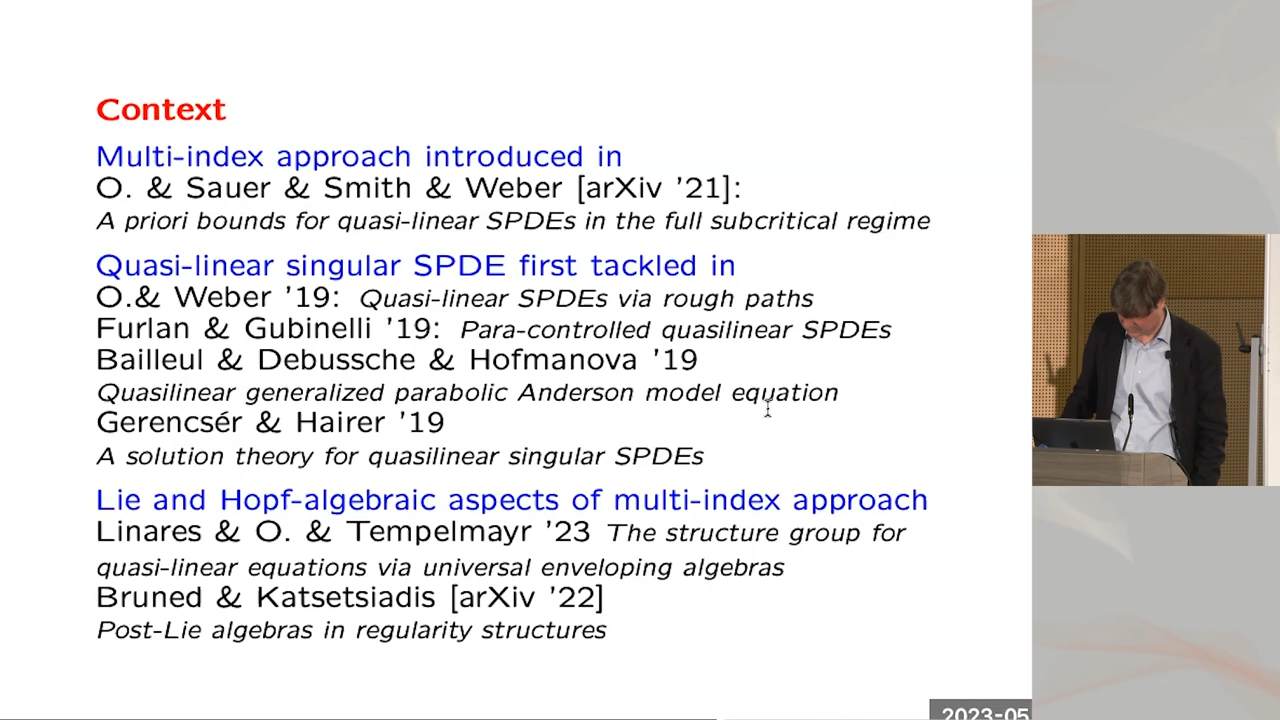 Context
Multi-index approach introduced in
O. & Sauer & Smith & Weber [arXiv '21]:
A priori bounds for quasi-linear SPDEs in the full subcritical regime
Quasi-linear singular SPDE first tackled in
O.& Weber '19: Quasi-linear SPDEs via rough paths
Furlan & Gubinelli '19: Para-controlled quasilinear SPDEs
Bailleul & Debussche & Hofmanova '19
Quasilinear generalized parabolic Anderson model equation
Gerencsér & Hairer '19
A solution theory for quasilinear singular SPDEs
Lie and Hopf-algebraic aspects of multi-index approach
Linares & O. & Tempelmayr '23 The structure group for
quasi-linear equations via universal enveloping algebras
Bruned & Katsetsiadis [arXiv '22]
Post-Lie algebras in regularity structures
2023-05